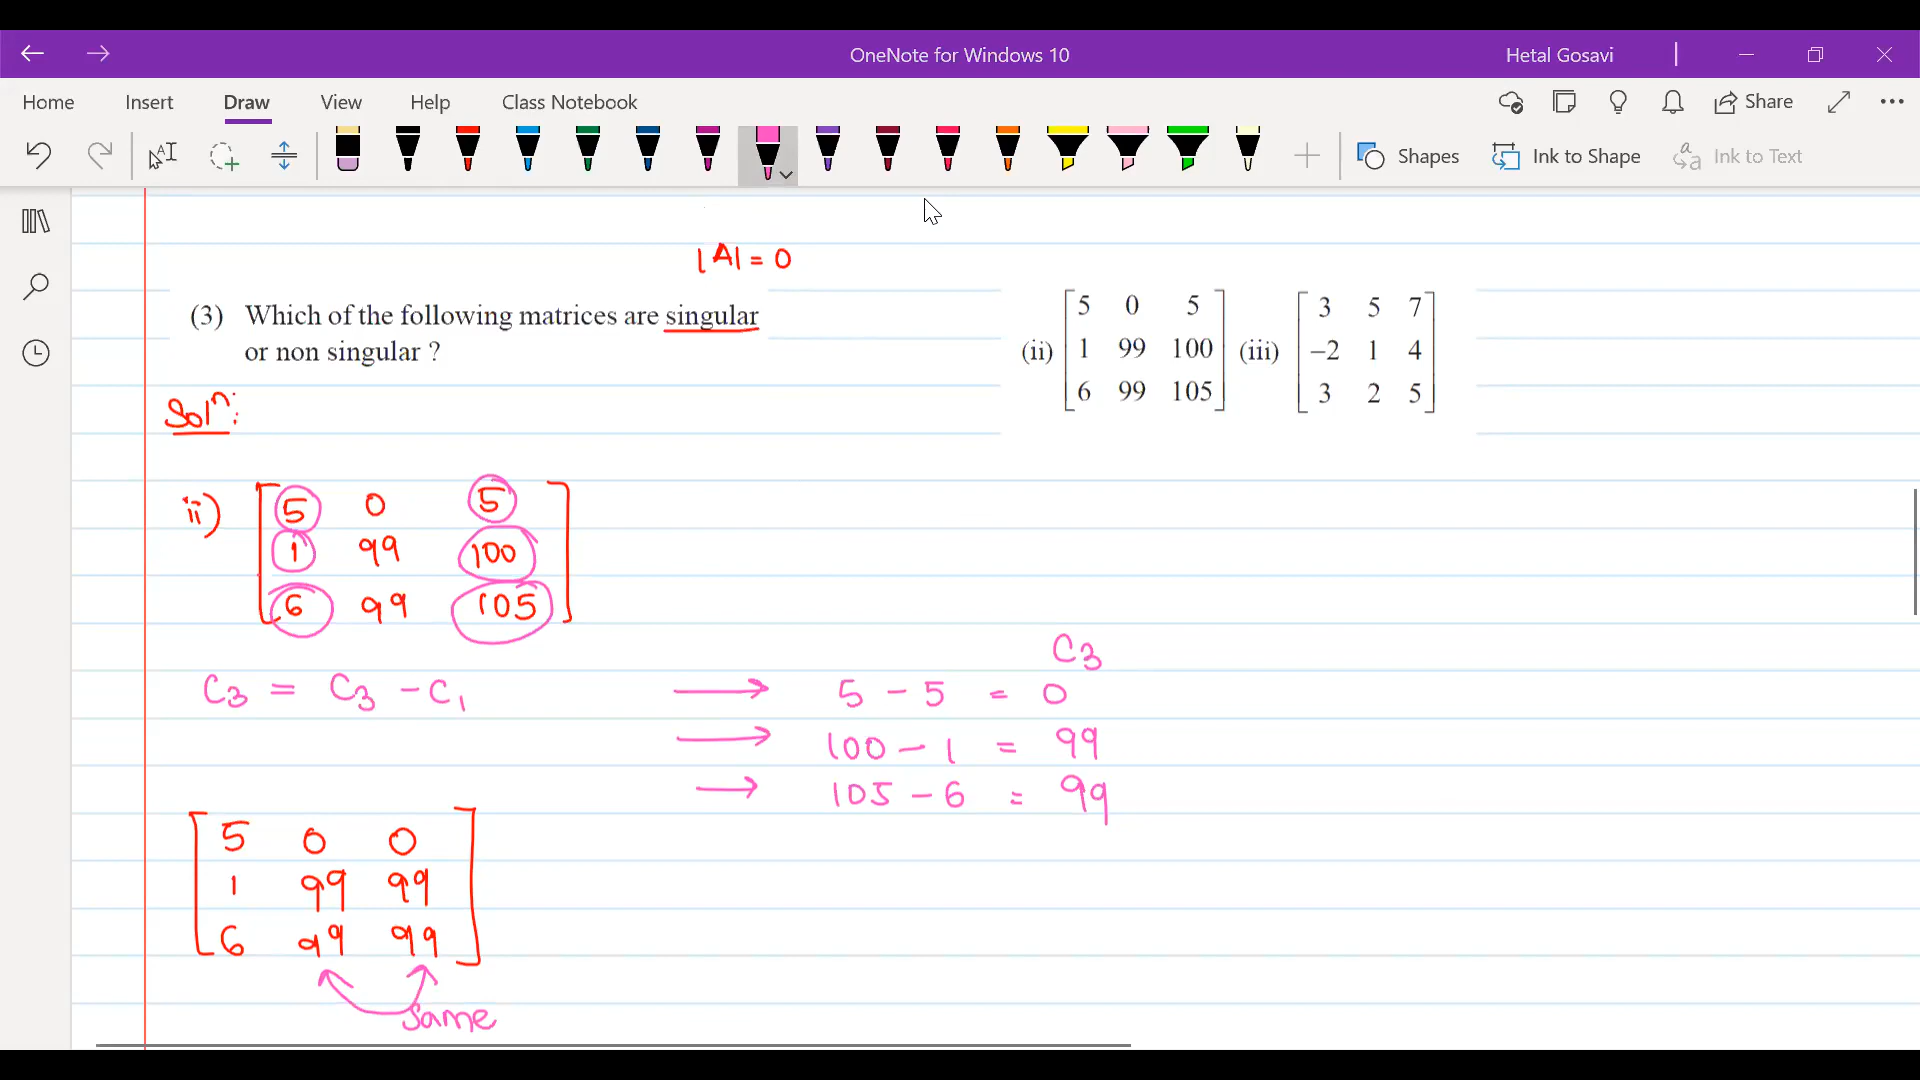 OneNote for Windows 10
Hetal Gosavi
Home Insert Draw View Help Class Notebook
Share
Shapes Ink to Shape Ink to Text
|A| = 0
(3) Which of the following matrices are singular
or non singular ?
(ii) [5 0 5
1 99 100
6 99 105]
(iii) [3 5 7
−2 1 4
3 2 5]
Solⁿ:
ii) [5 0 5
1 99 100
6 99 105]
C3 = C3 - C1
C3
→ 5 - 5 = 0
→ 100 - 1 = 99
→ 105 - 6 = 99
[5 0 0
1 99 99
6 99 99]
Same